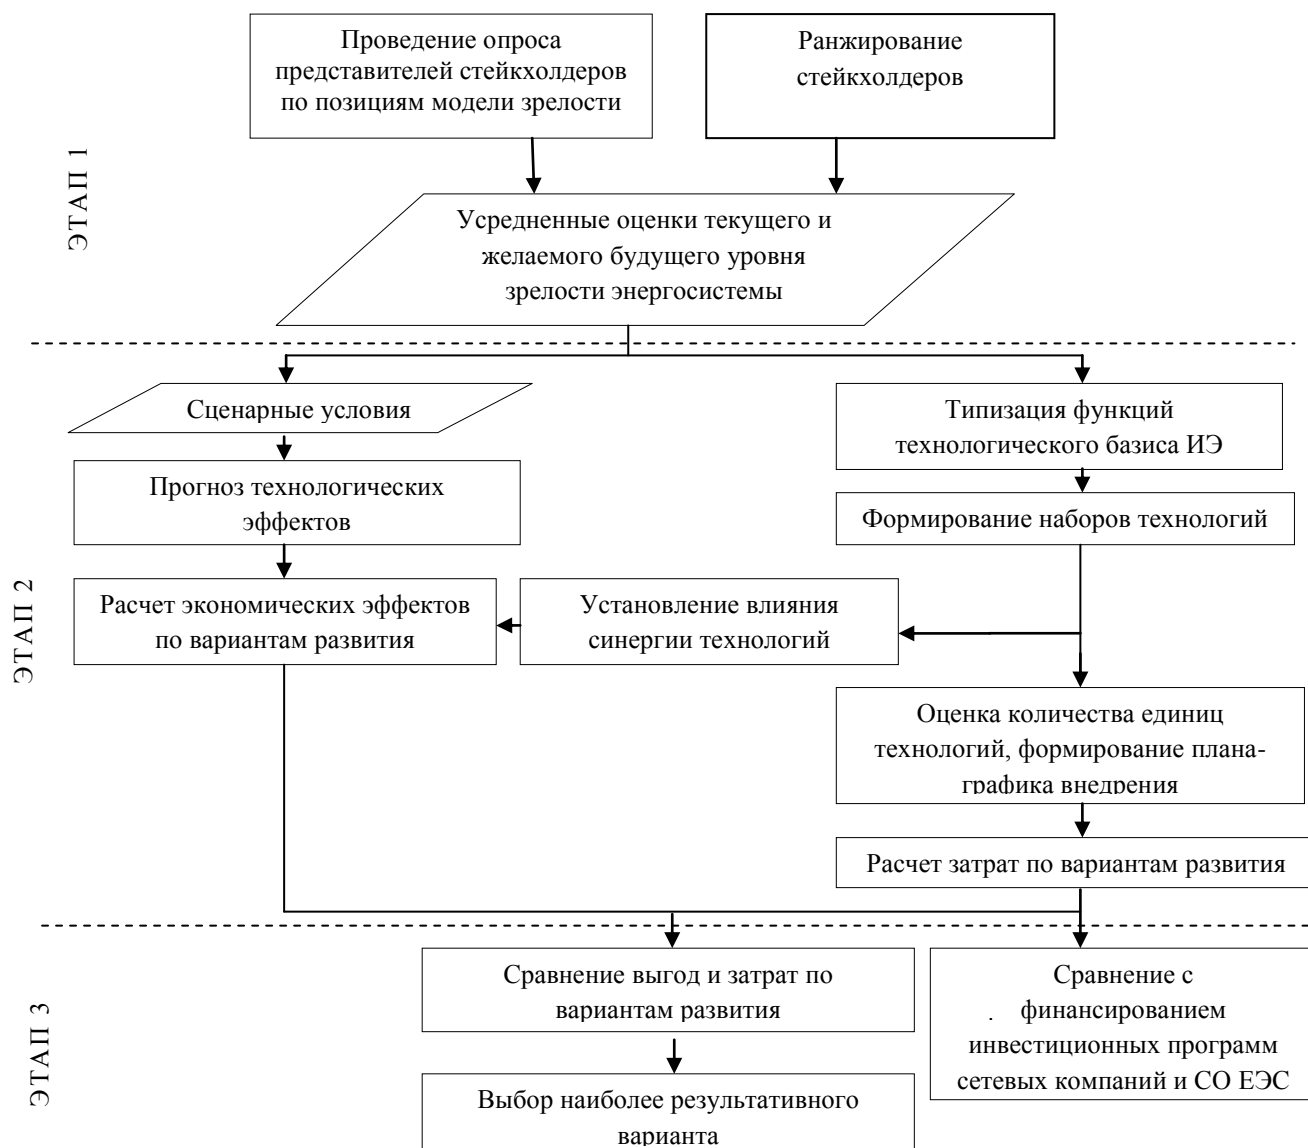 ЭТАП 1
Проведение опроса
представителей стейкхолдеров
по позициям модели зрелости
Ранжирование
стейкхолдеров
Усредненные оценки текущего и
желаемого будущего уровня
зрелости энергосистемы
ЭТАП 2
Сценарные условия
Типизация функций
технологического базиса ИЭ
Прогноз технологических
эффектов
Формирование наборов технологий
Расчет экономических эффектов
по вариантам развития
Установление влияния
синергии технологий
Оценка количества единиц
технологий, формирование плана-
графика внедрения
Расчет затрат по вариантам развития
ЭТАП 3
Сравнение выгод и затрат по
вариантам развития
Сравнение с
финансированием
инвестиционных программ
сетевых компаний и СО ЕЭС
Выбор наиболее результативного
варианта